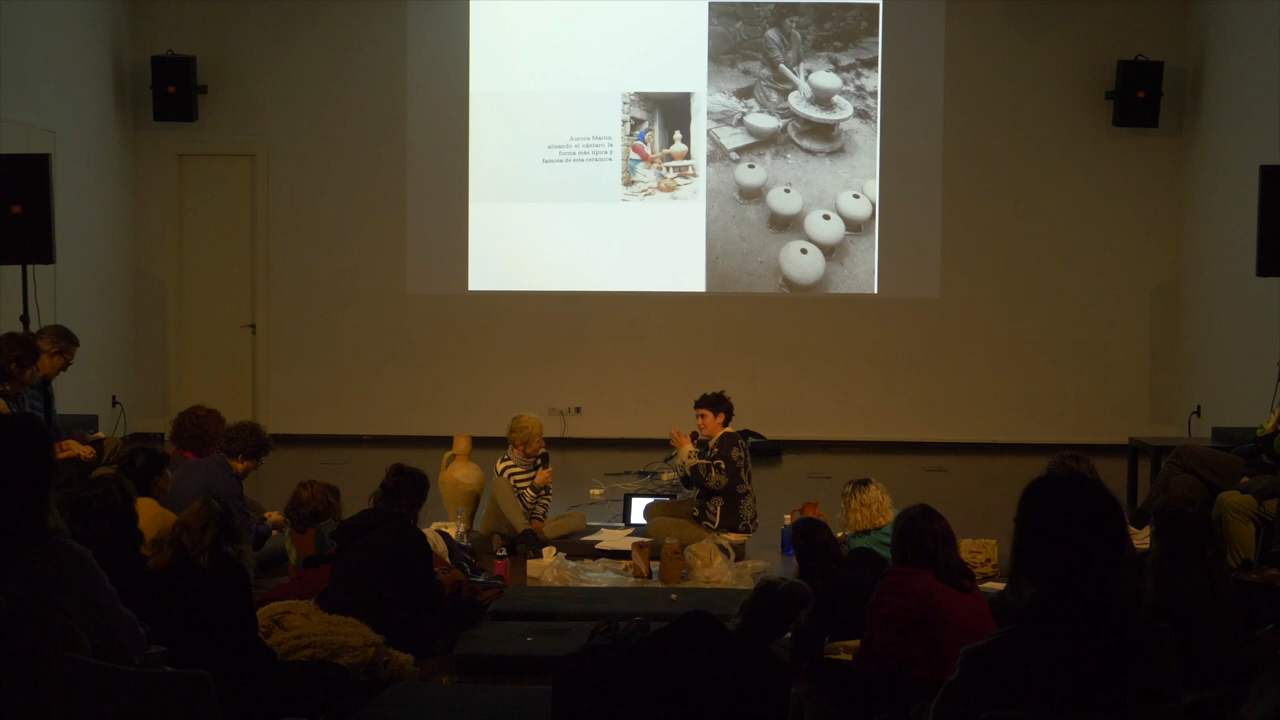 Aurora Martín,
alisando el cántaro, la
forma más típica y
famosa de esta cerámica.